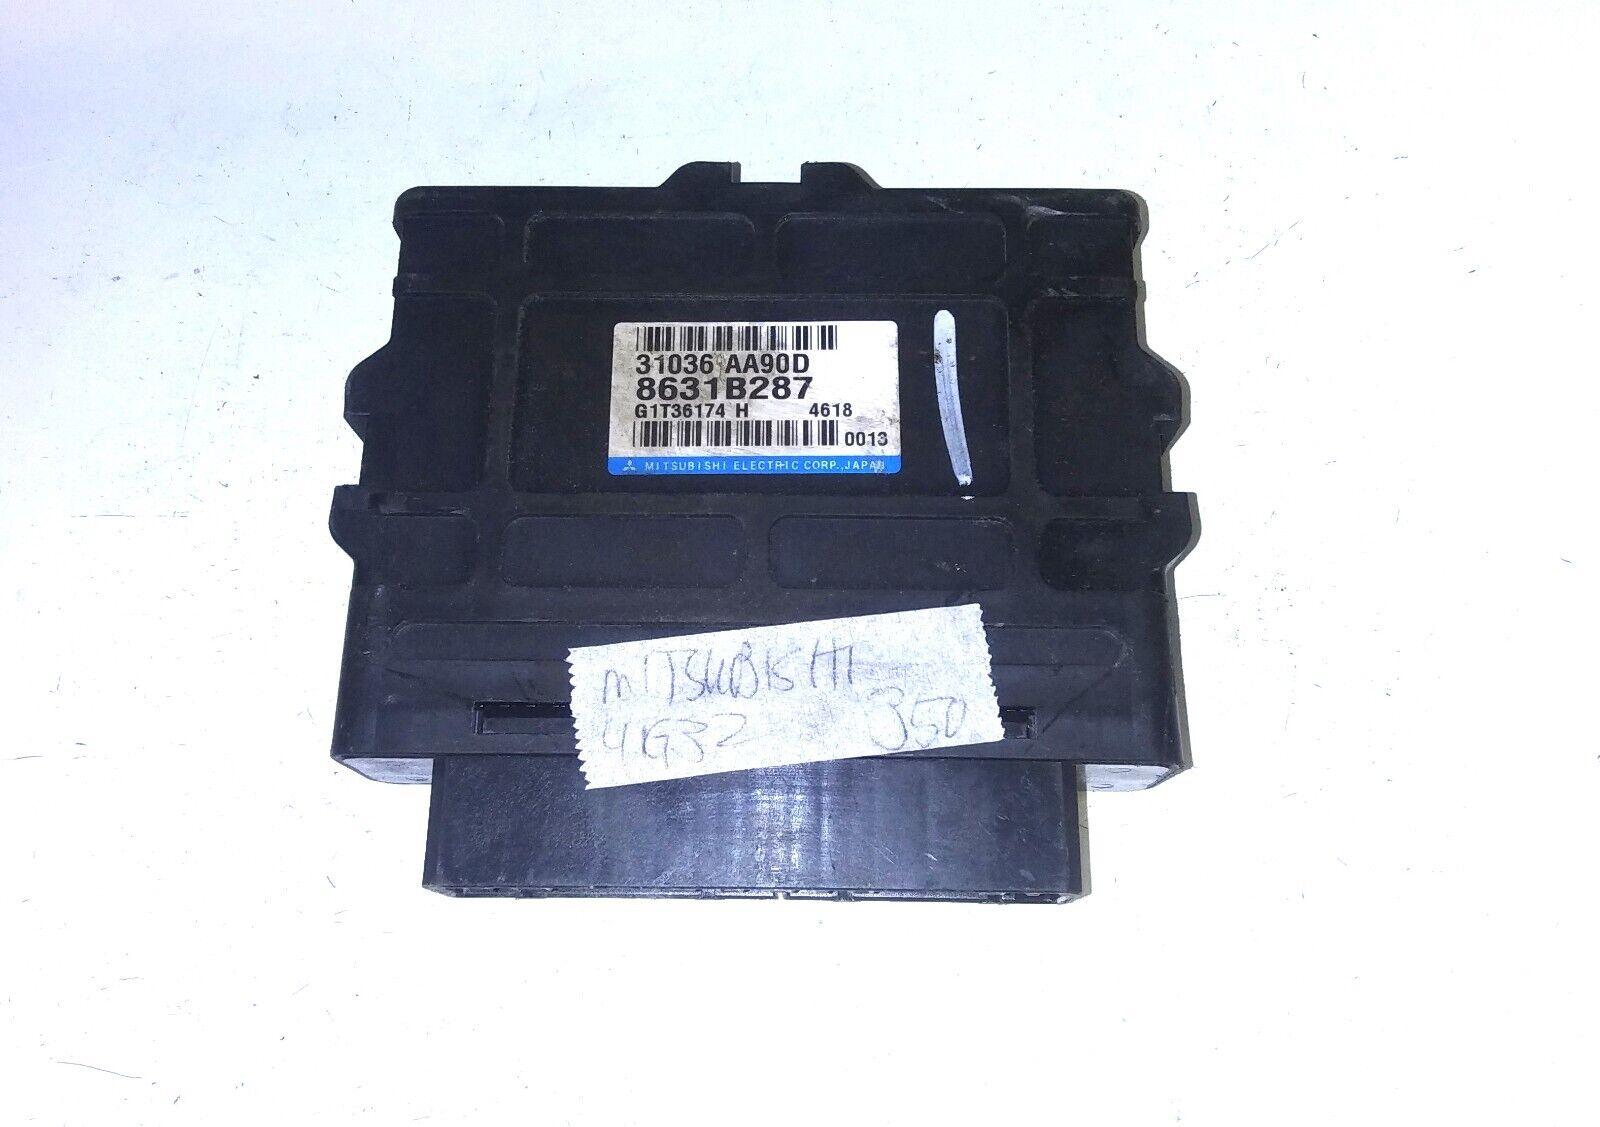 31036 AA90D
8631B287
G1T36174 H 4618
0013
MITSUBISHI ELECTRIC CORP., JAPAN
MITSUBISHI
4G32 350